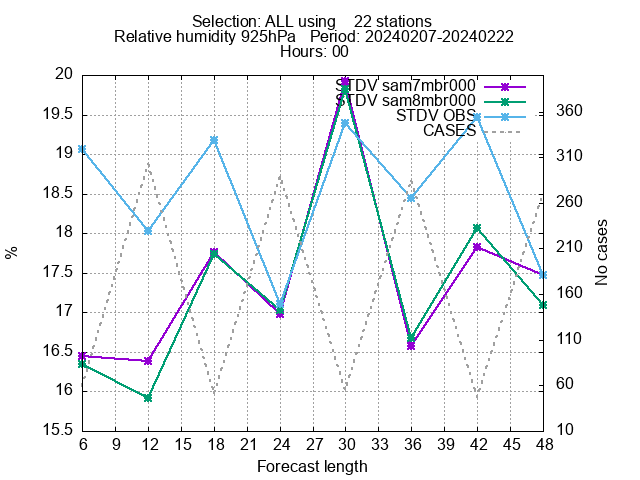 Selection: ALL using    22 stations
Relative humidity 925hPa   Period: 20240207-20240222
Hours: 00
STDV sam7mbr000
STDV sam8mbr000
STDV OBS
CASES
20
19.5
19
18.5
18
17.5
17
16.5
16
15.5
%
360
310
260
210
160
110
60
10
No cases
6 9 12 15 18 21 24 27 30 33 36 39 42 45 48
Forecast length